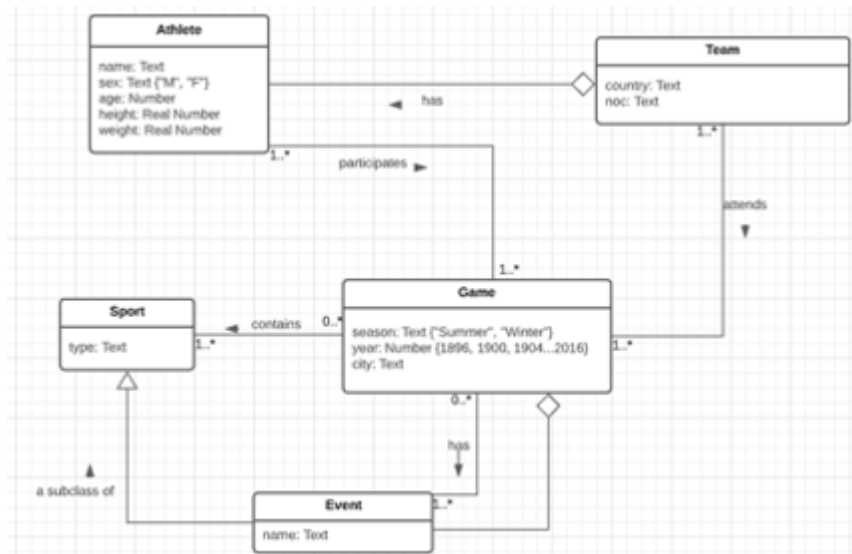 Athlete
name: Text
sex: Text {"M", "F"}
age: Number
height: Real Number
weight: Real Number
Team
country: Text
noc: Text
has
1..*
1..*
participates
attends
1..*
Game
season: Text {"Summer", "Winter"}
year: Number {1896, 1900, 1904...2016}
city: Text
Sport
type: Text
contains
0..*
1..*
1..*
0..*
has
a subclass of
1..*
Event
name: Text